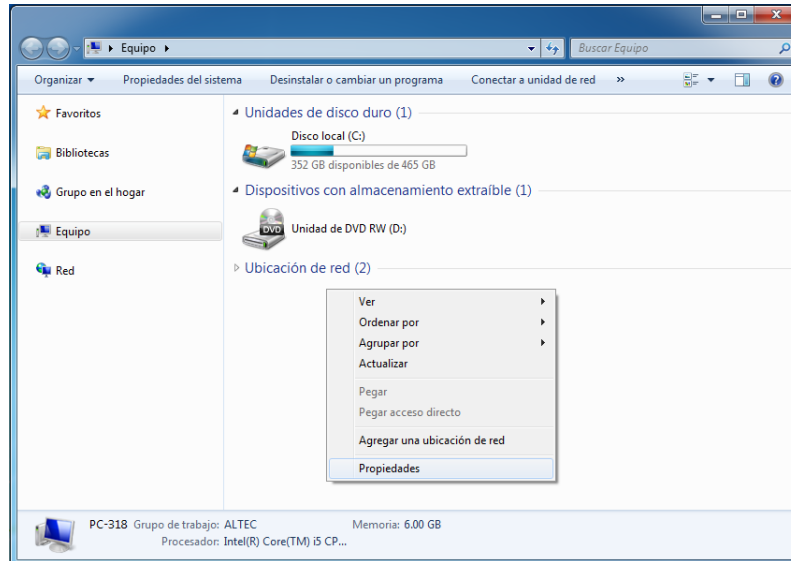 Equipo
Buscar Equipo
Organizar Propiedades del sistema Desinstalar o cambiar un programa Conectar a unidad de red »
Favoritos
Bibliotecas
Grupo en el hogar
Equipo
Red
Unidades de disco duro (1)
Disco local (C:)
352 GB disponibles de 465 GB
Dispositivos con almacenamiento extraíble (1)
DVD
Unidad de DVD RW (D:)
Ubicación de red (2)
Ver
Ordenar por
Agrupar por
Actualizar
Pegar
Pegar acceso directo
Agregar una ubicación de red
Propiedades
PC-318 Grupo de trabajo: ALTEC Memoria: 6.00 GB
Procesador: Intel(R) Core(TM) i5 CP...